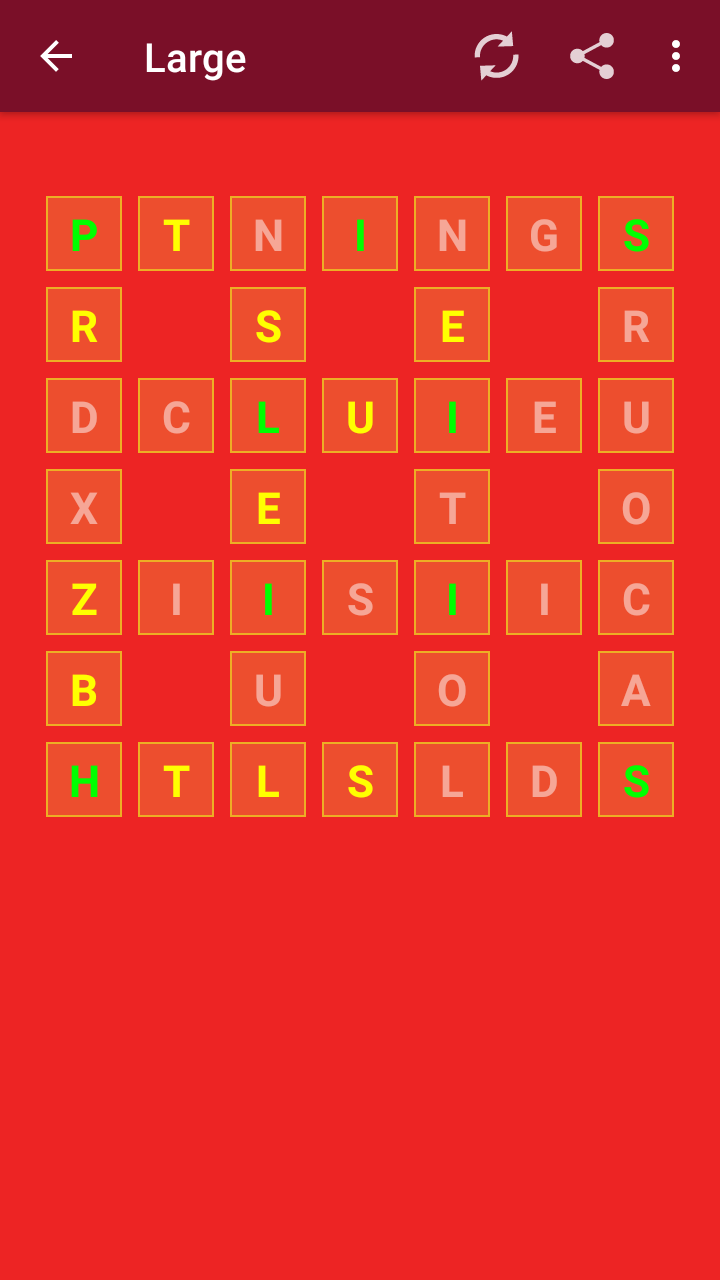 Large
P T N I N G S
R S E R
D C L U I E U
X E T O
Z I I S I I C
B U O A
H T L S L D S